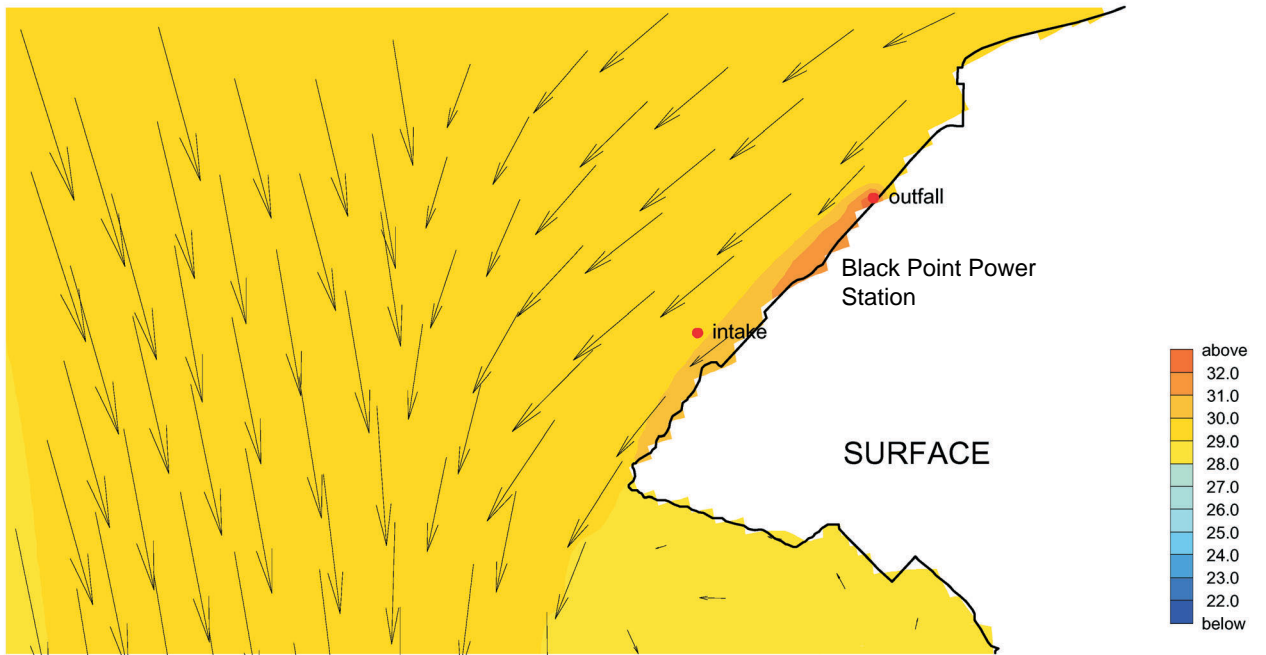 outfall
Black Point Power
Station
intake
SURFACE
above
32.0
31.0
30.0
29.0
28.0
27.0
26.0
25.0
24.0
23.0
22.0
below